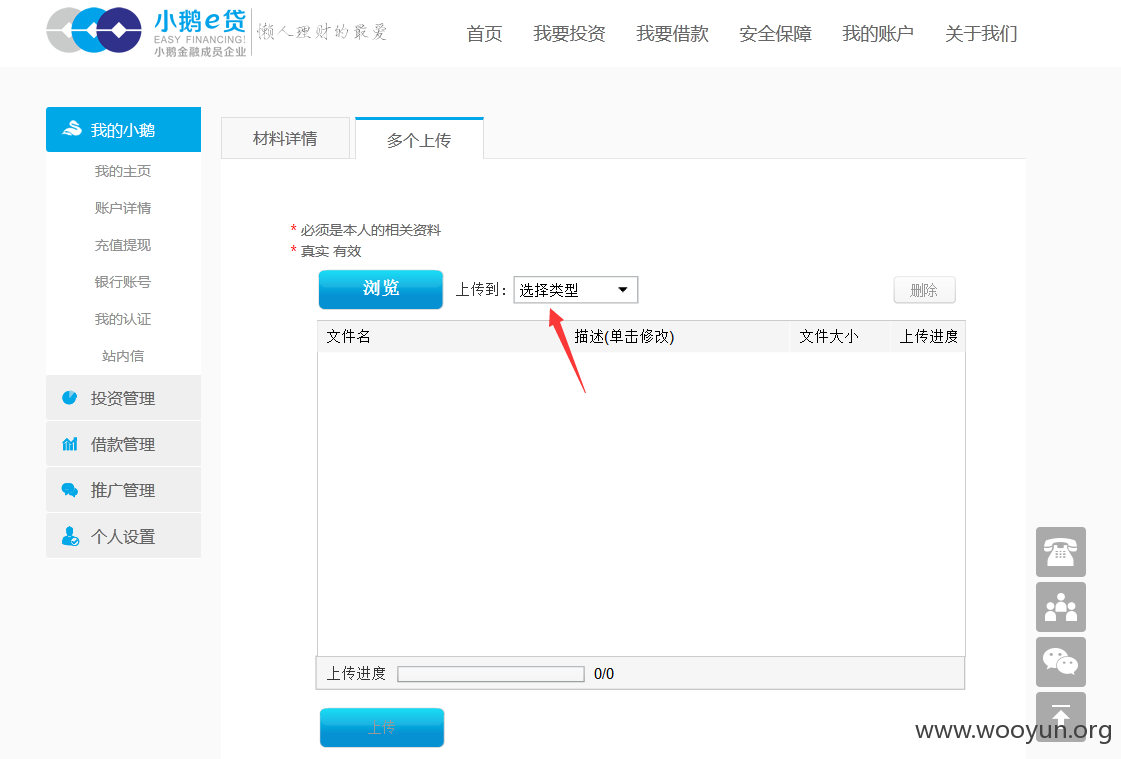 小鹅e贷
EASY FINANCING!
小鹅金融成员企业
懒人理财的最爱
首页 我要投资 我要借款 安全保障 我的账户 关于我们
我的小鹅
我的主页
账户详情
充值提现
银行账号
我的认证
站内信
投资管理
借款管理
推广管理
个人设置
材料详情 多个上传
* 必须是本人的相关资料
* 真实 有效
浏览 上传到： 选择类型 删除
文件名 描述(单击修改) 文件大小 上传进度
上传进度 0/0
上传
www.wooyun.org